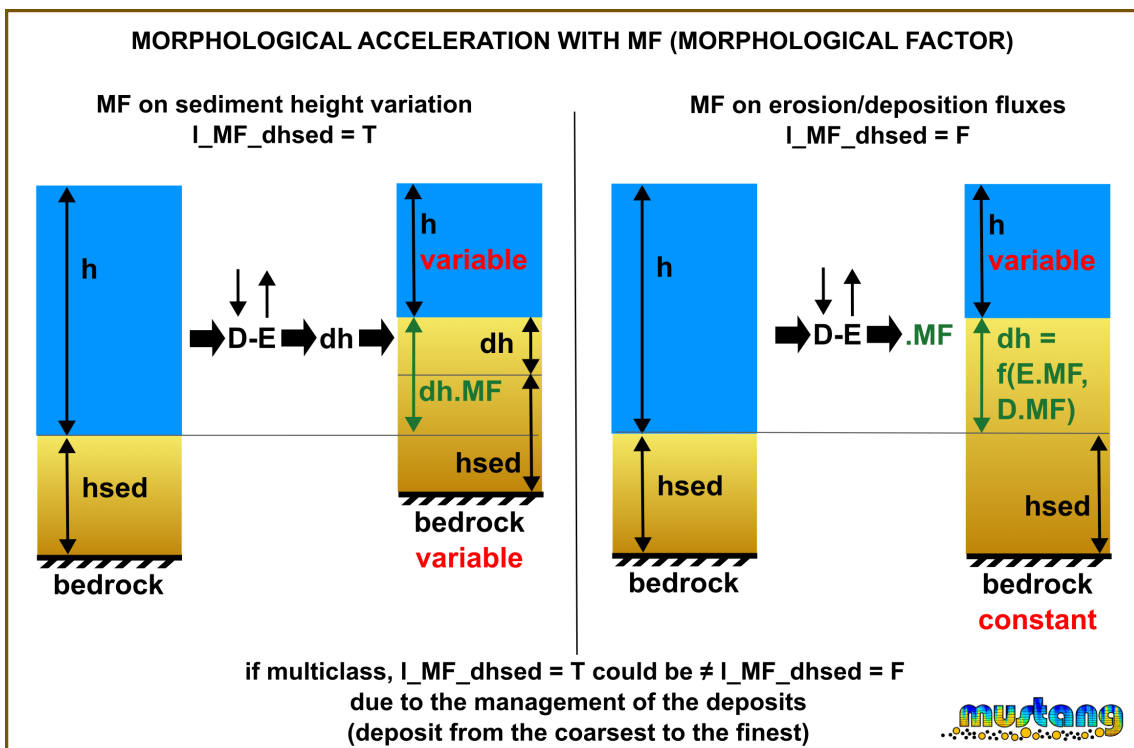 MORPHOLOGICAL ACCELERATION WITH MF (MORPHOLOGICAL FACTOR)
MF on sediment height variation
l_MF_dhsed = T
h
hsed
bedrock
D-E
dh
h
variable
dh
dh.MF
hsed
bedrock
variable
MF on erosion/deposition fluxes
l_MF_dhsed = F
h
hsed
bedrock
D-E
.MF
h
variable
dh =
f(E.MF,
D.MF)
hsed
bedrock
constant
if multiclass, l_MF_dhsed = T could be ≠ l_MF_dhsed = F
due to the management of the deposits
(deposit from the coarsest to the finest)
mustang